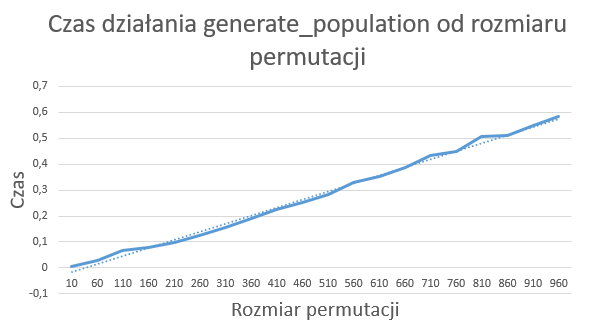 Czas działania generate_population od rozmiaru
permutacji
0,7
0,6
0,5
0,4
0,3
0,2
0,1
0
-0,1
Czas
10 60 110 160 210 260 310 360 410 460 510 560 610 660 710 760 810 860 910 960
Rozmiar permutacji